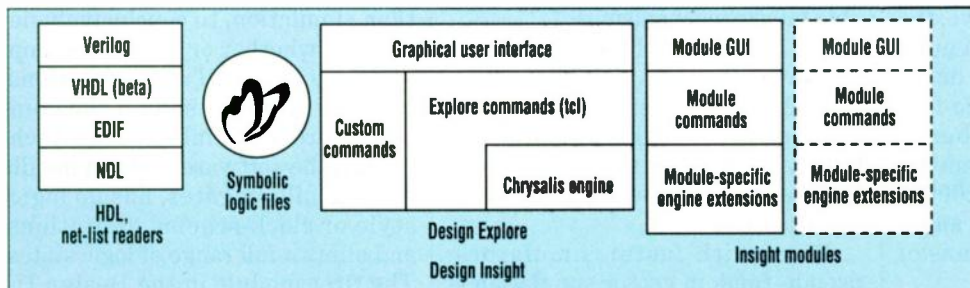 Verilog
VHDL (beta)
EDIF
NDL
HDL,
net-list readers
Symbolic
logic files
Graphical user interface
Custom
commands
Explore commands (tcl)
Chrysalis engine
Design Explore
Design Insight
Module GUI
Module
commands
Module-specific
engine extensions
Module GUI
Module
commands
Module-specific
engine extensions
Insight modules